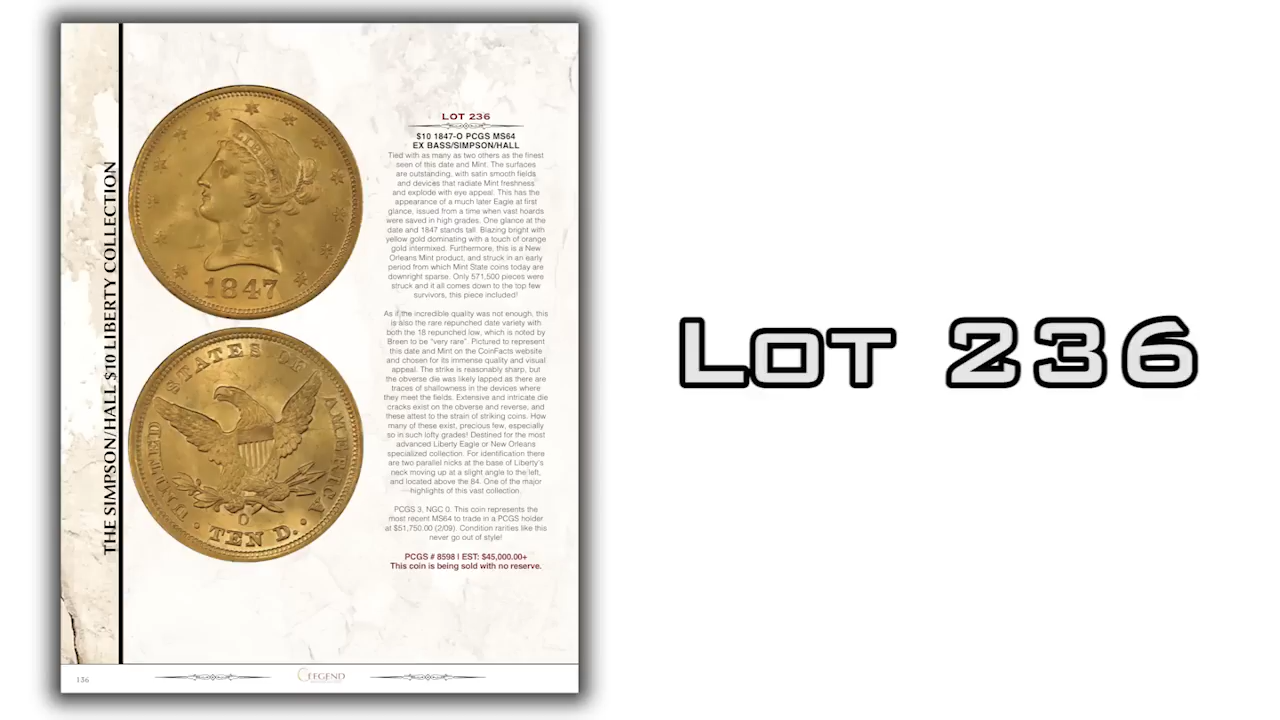 THE SIMPSON/HALL $10 LIBERTY COLLECTION
LIBERTY
1847
UNITED STATES OF AMERICA
O
TEN D.
LOT 236
$10 1847-O PCGS MS64
EX BASS/SIMPSON/HALL
Tied with as many as two others as the finest
seen of this date and Mint. The surfaces
are outstanding, with satin smooth fields
and devices that radiate Mint freshness
and explode with eye appeal. This has the
appearance of a much later Eagle at first
glance, issued from a time when vast hoards
were saved in high grades. One glance at the
date and 1847 stands tall. Blazing bright with
yellow gold dominating with a touch of orange
gold intermixed. Furthermore, this is a New
Orleans Mint product, and struck in an early
period from which Mint State coins today are
downright sparse. Only 571,500 pieces were
struck and it all comes down to the top few
survivors, this piece included!
As if the incredible quality was not enough, this
is also the rare repunched date variety with
both the 18 repunched low, which is noted by
Breen to be "very rare". Pictured to represent
this date and Mint on the CoinFacts website
and chosen for its immense quality and visual
appeal. The strike is reasonably sharp, but
the obverse die was likely lapped as there are
traces of shallowness in the devices where
they meet the fields. Extensive and intricate die
cracks exist on the obverse and reverse, and
these attest to the strain of striking coins. How
many of these exist, precious few, especially
so in such lofty grades! Destined for the most
advanced Liberty Eagle or New Orleans
specialized collection. For identification there
are two parallel nicks at the base of Liberty's
neck moving up at a slight angle to the left,
and located above the 84. One of the major
highlights of this vast collection.
PCGS 3, NGC 0. This coin represents the
most recent MS64 to trade in a PCGS holder
at $51,750.00 (2/09). Condition rarities like this
never go out of style!
PCGS # 8598 | EST: $45,000.00+
This coin is being sold with no reserve.
136
LEGEND
LOT 236